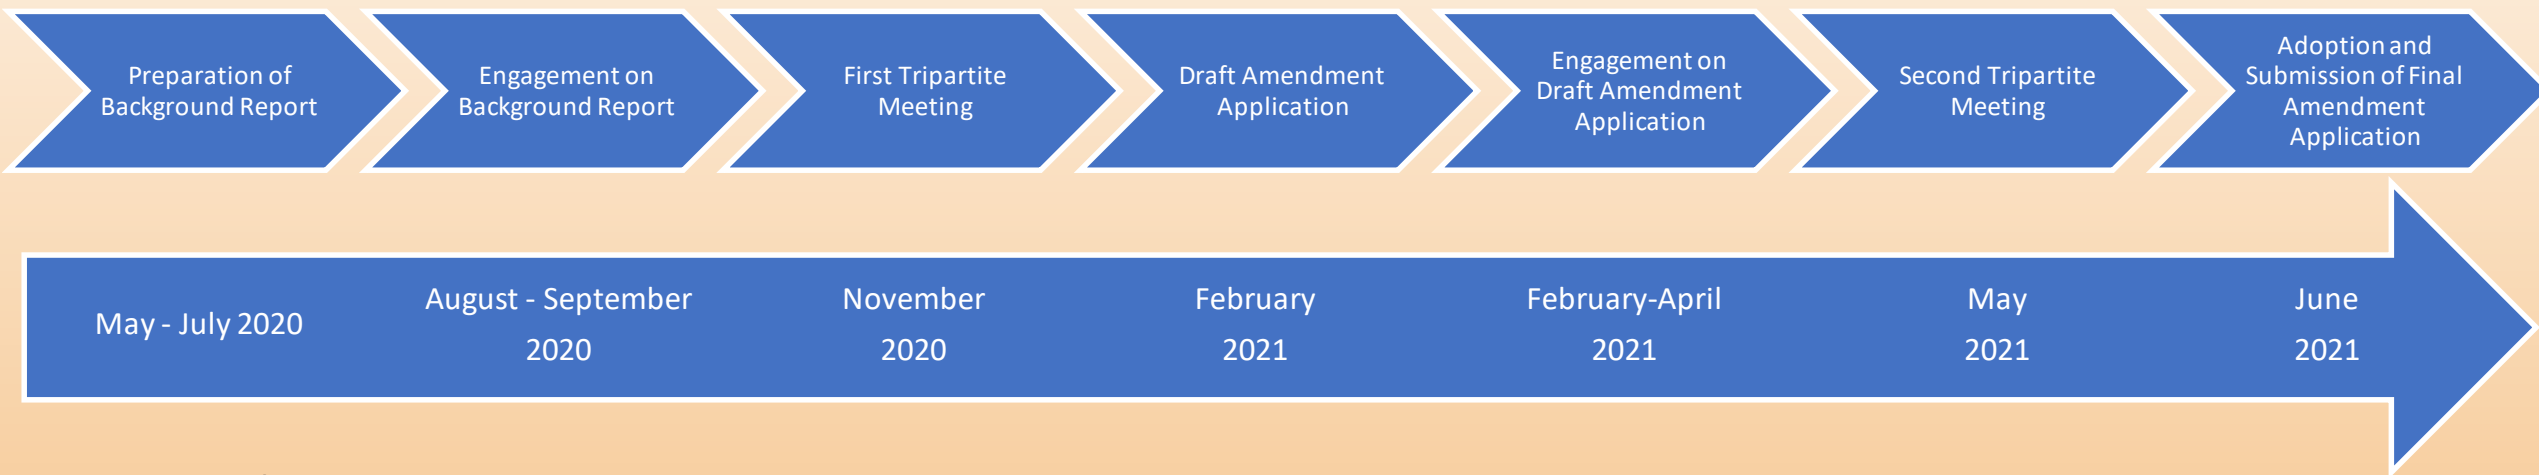 Preparation of
Background Report
Engagement on
Background Report
First Tripartite
Meeting
Draft Amendment
Application
Engagement on
Draft Amendment
Application
Second Tripartite
Meeting
Adoption and
Submission of Final
Amendment
Application
May - July 2020
August - September
2020
November
2020
February
2021
February-April
2021
May
2021
June
2021